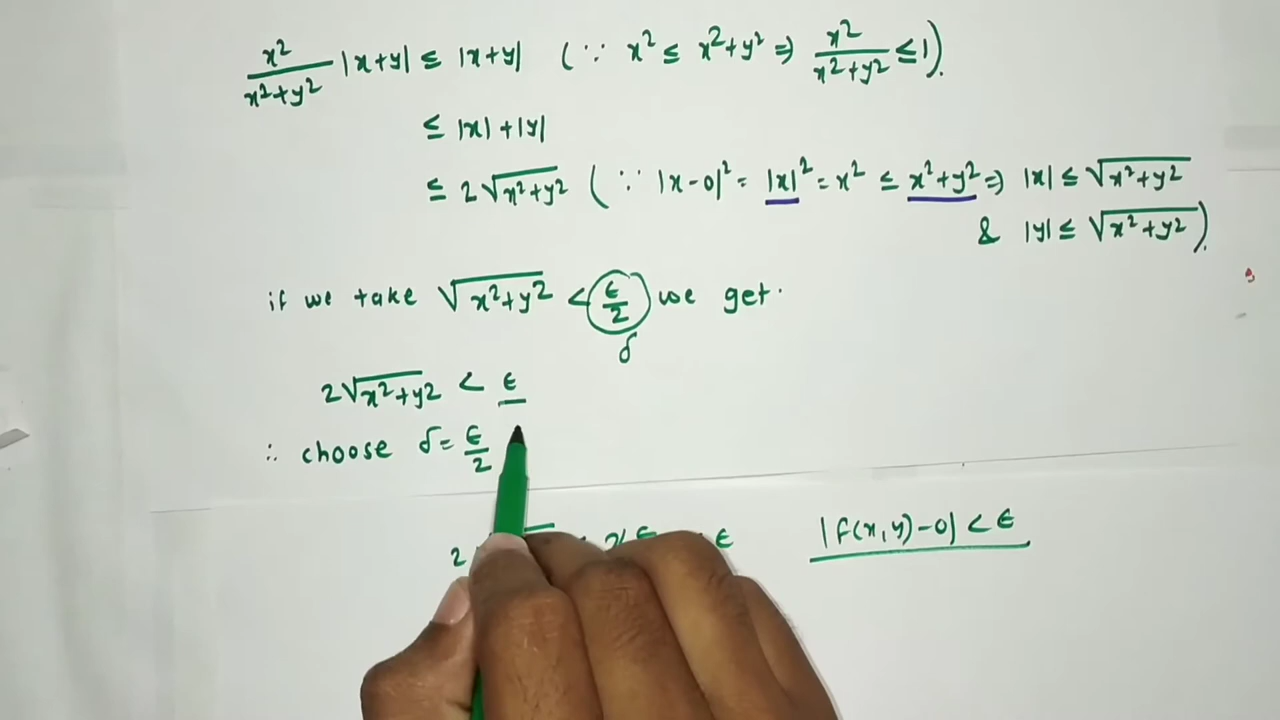 x²/(x²+y²) |x+y| ≤ |x+y| (∵ x² ≤ x²+y² ⇒ x²/(x²+y²) ≤ 1).
≤ |x| + |y|
≤ 2√(x²+y²) (∵ |x-0|² = |x|² = x² ≤ x²+y² ⇒ |x| ≤ √(x²+y²)
& |y| ≤ √(x²+y²)).
if we take √(x²+y²) < ϵ/2 we get.
δ
2√(x²+y²) < ϵ
∴ choose δ = ϵ/2
2 ϵ |f(x,y)-0| < ϵ